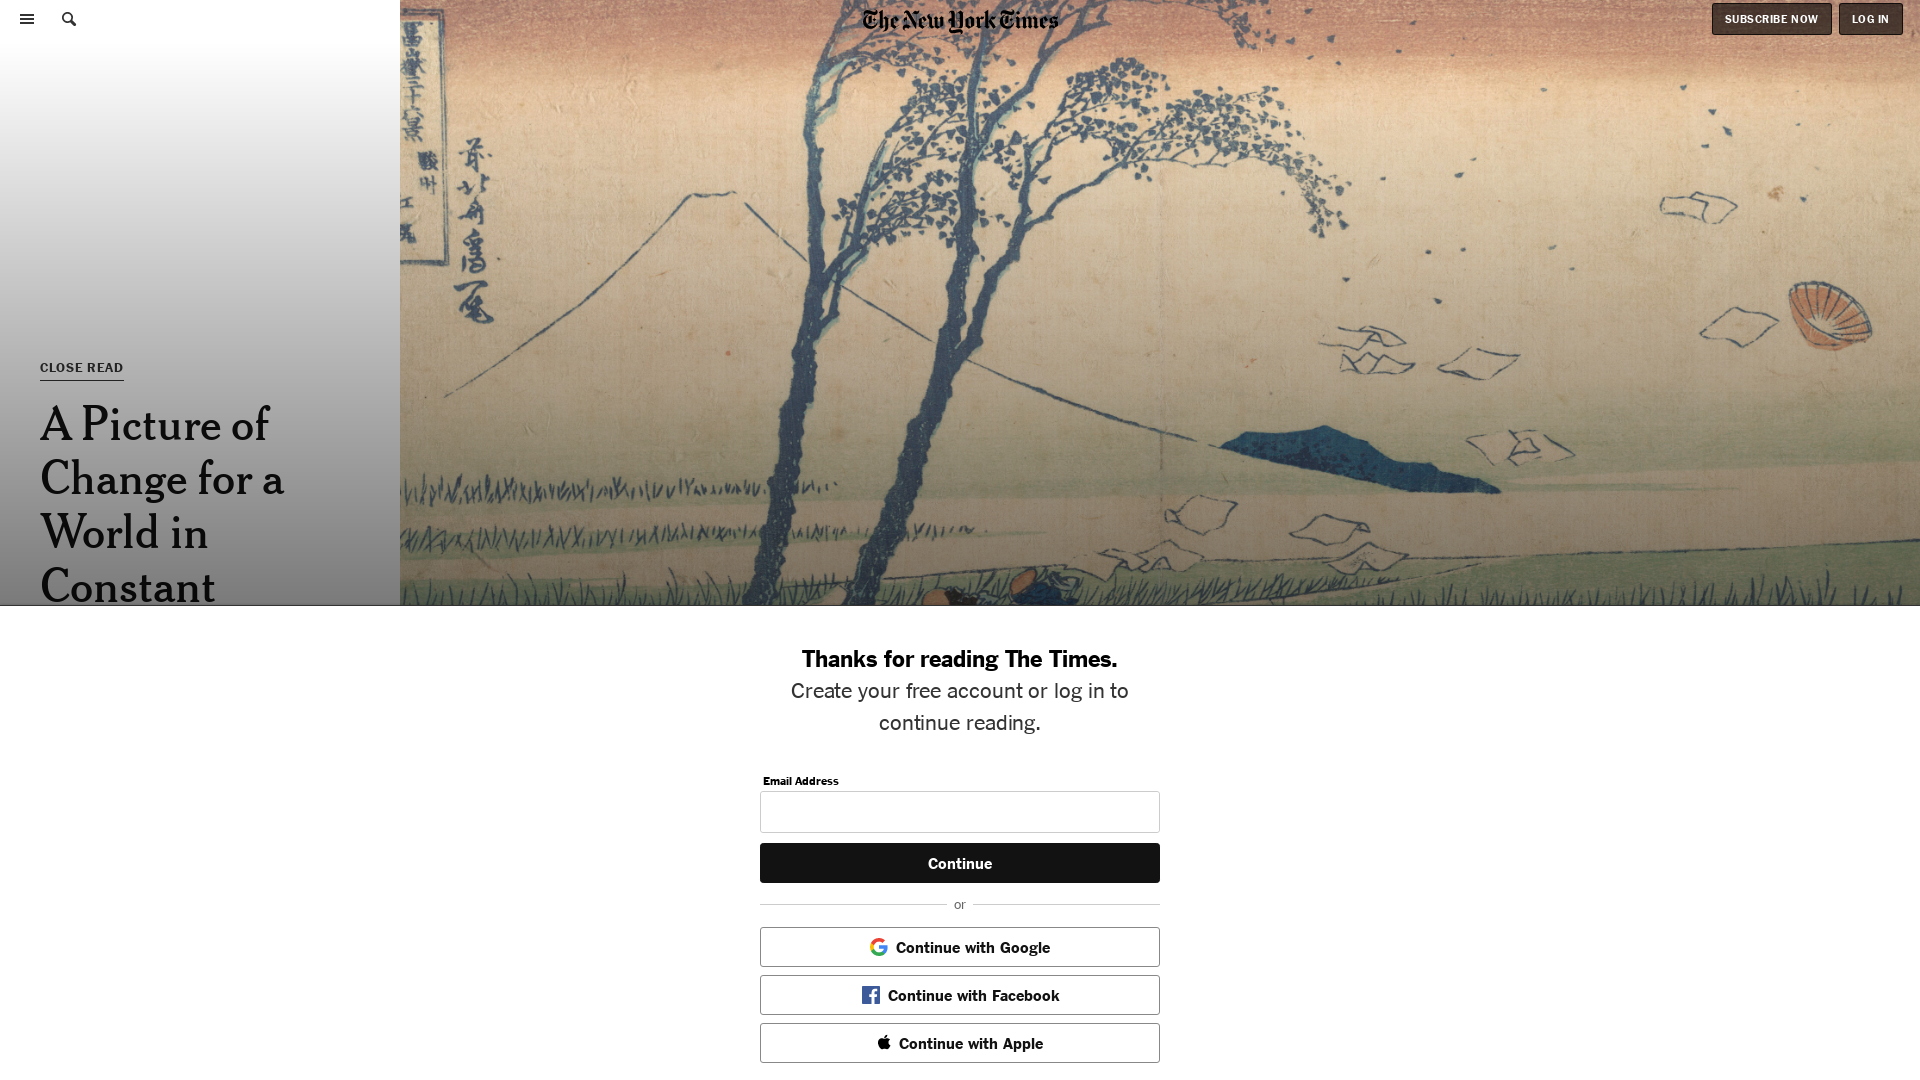 The New York Times
SUBSCRIBE NOW
LOG IN
CLOSE READ
A Picture of
Change for a
World in
Constant
Thanks for reading The Times.
Create your free account or log in to
continue reading.
Email Address
Continue
or
Continue with Google
Continue with Facebook
Continue with Apple